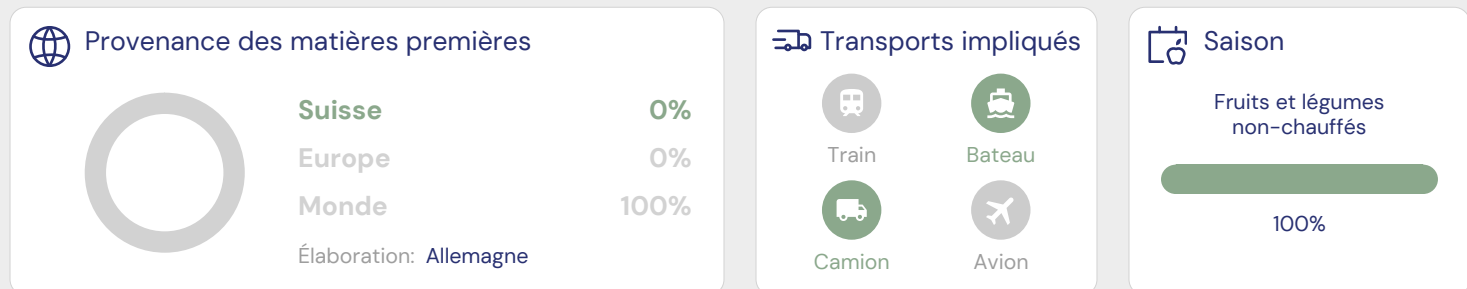 Provenance des matières premières
Suisse 0%
Europe 0%
Monde 100%
Élaboration: Allemagne
Transports impliqués
Train Bateau
Camion Avion
Saison
Fruits et légumes
non-chauffés
100%